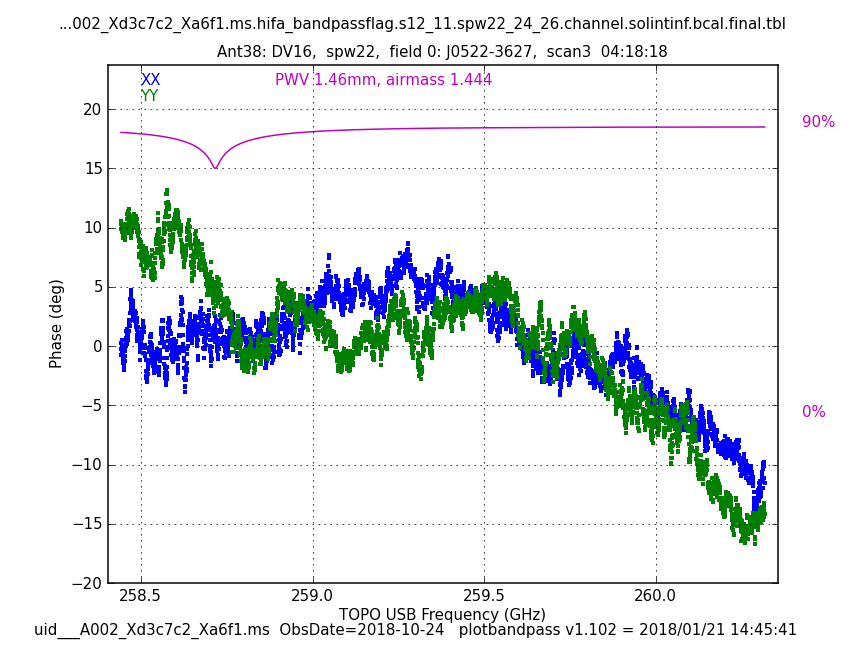 ...002_Xd3c7c2_Xa6f1.ms.hifa_bandpassflag.s12_11.spw22_24_26.channel.solintinf.bcal.final.tbl
Ant38: DV16, spw22, field 0: J0522-3627, scan3 04:18:18
XX PWV 1.46mm, airmass 1.444
YY
20
90%
15
10
5
0
−5
0%
−10
−15
−20
Phase (deg)
258.5 259.0 259.5 260.0
TOPO USB Frequency (GHz)
uid___A002_Xd3c7c2_Xa6f1.ms ObsDate=2018-10-24 plotbandpass v1.102 = 2018/01/21 14:45:41